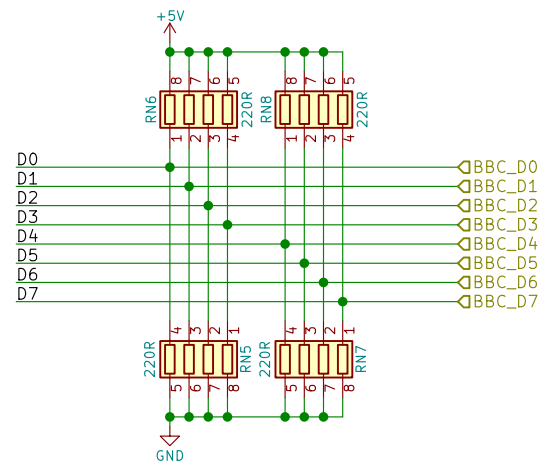 +5V
8 7 6 5 8 7 6 5
RN6 220R RN8 220R
1 2 3 4 1 2 3 4
D0 BBC_D0
D1 BBC_D1
D2 BBC_D2
D3 BBC_D3
D4 BBC_D4
D5 BBC_D5
D6 BBC_D6
D7 BBC_D7
4 3 2 1 4 3 2 1
220R RN5 220R RN7
5 6 7 8 5 6 7 8
GND